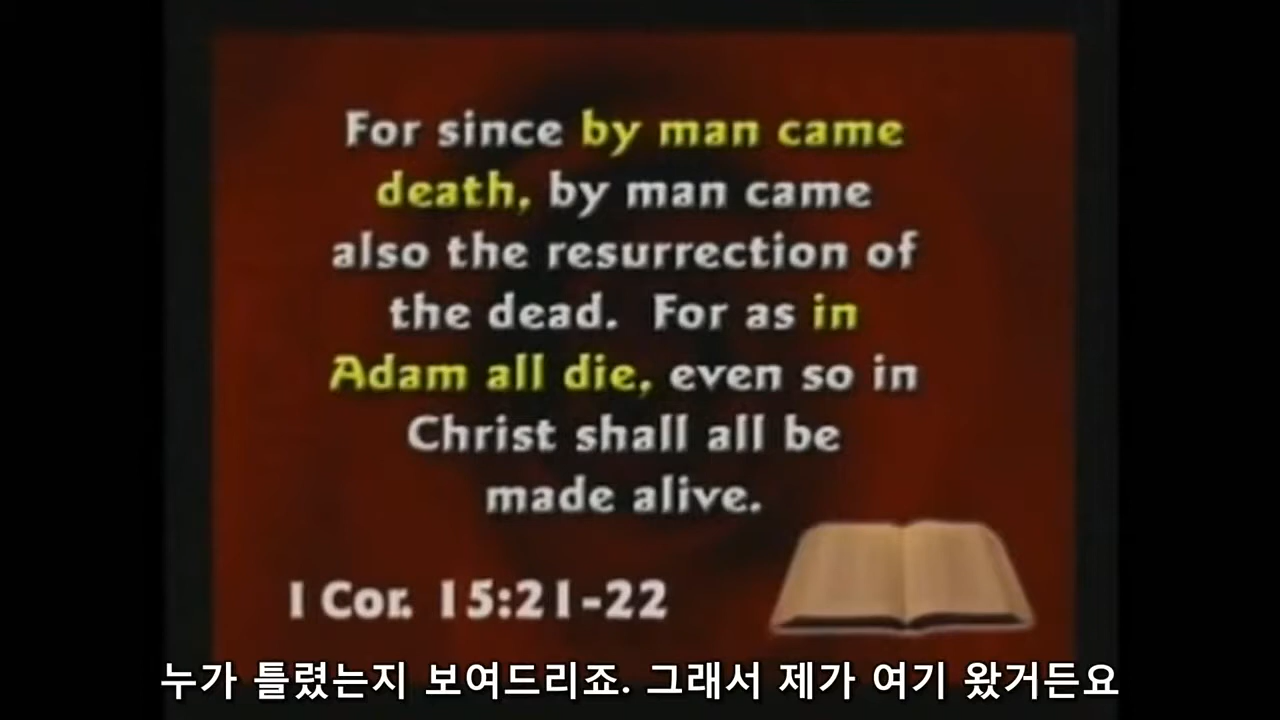 For since by man came
death, by man came
also the resurrection of
the dead. For as in
Adam all die, even so in
Christ shall all be
made alive.
1 Cor. 15:21-22
누가 틀렸는지 보여드리죠. 그래서 제가 여기 왔거든요